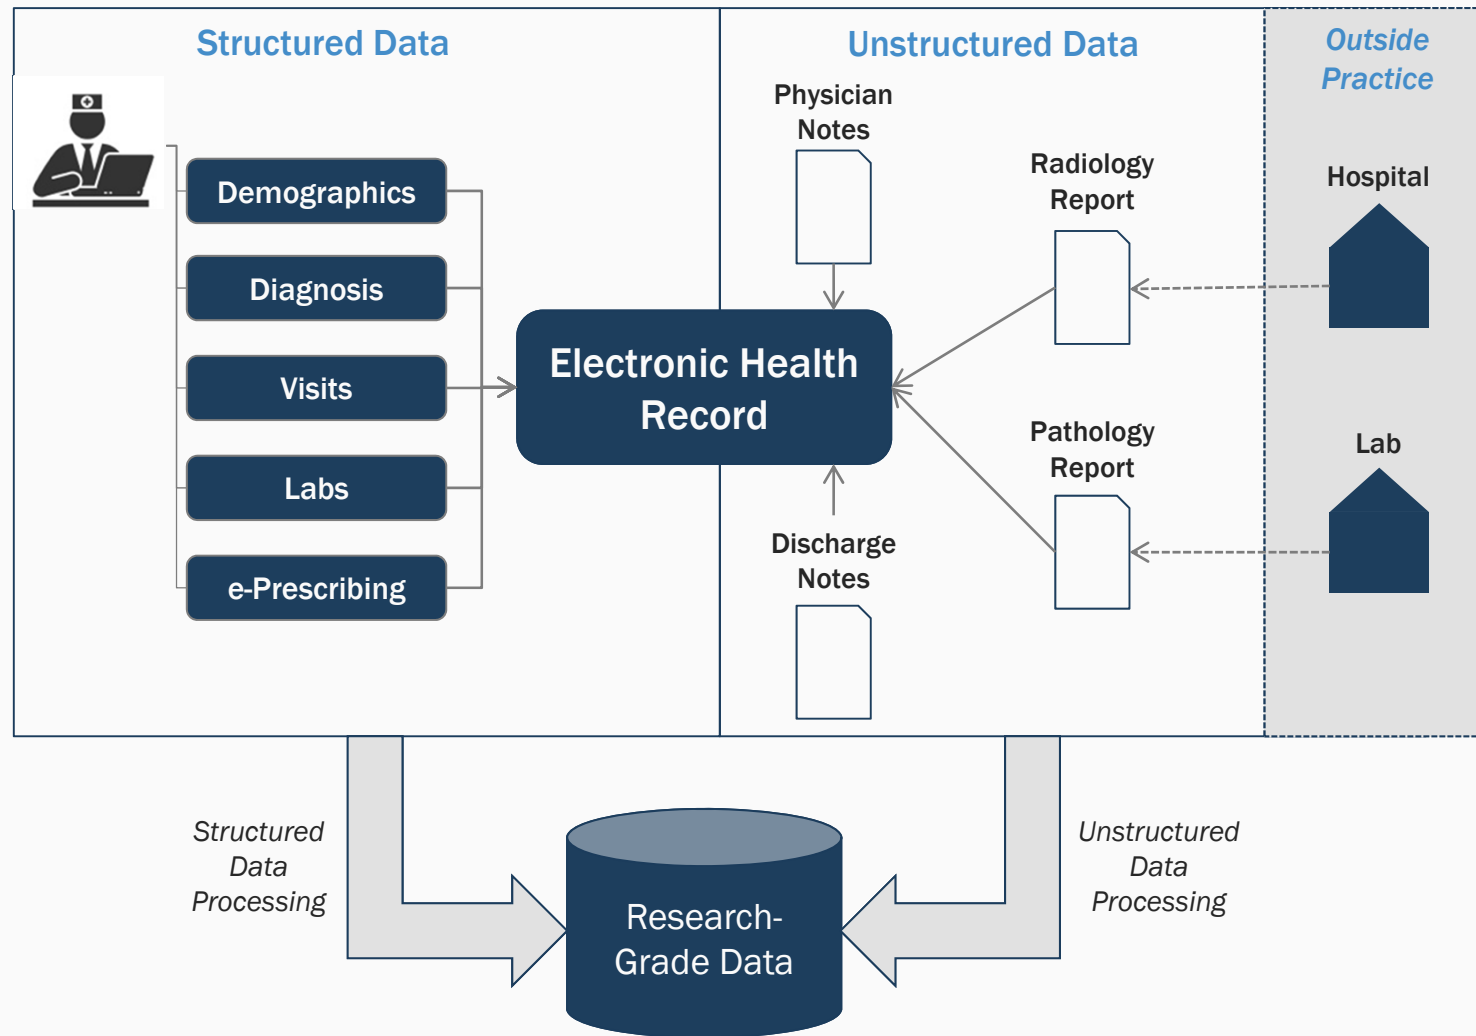 Structured Data
Demographics
Diagnosis
Visits
Labs
e-Prescribing
Electronic Health
Record
Unstructured Data
Physician
Notes
Discharge
Notes
Radiology
Report
Pathology
Report
Outside
Practice
Hospital
Lab
Structured
Data
Processing
Research-
Grade Data
Unstructured
Data
Processing